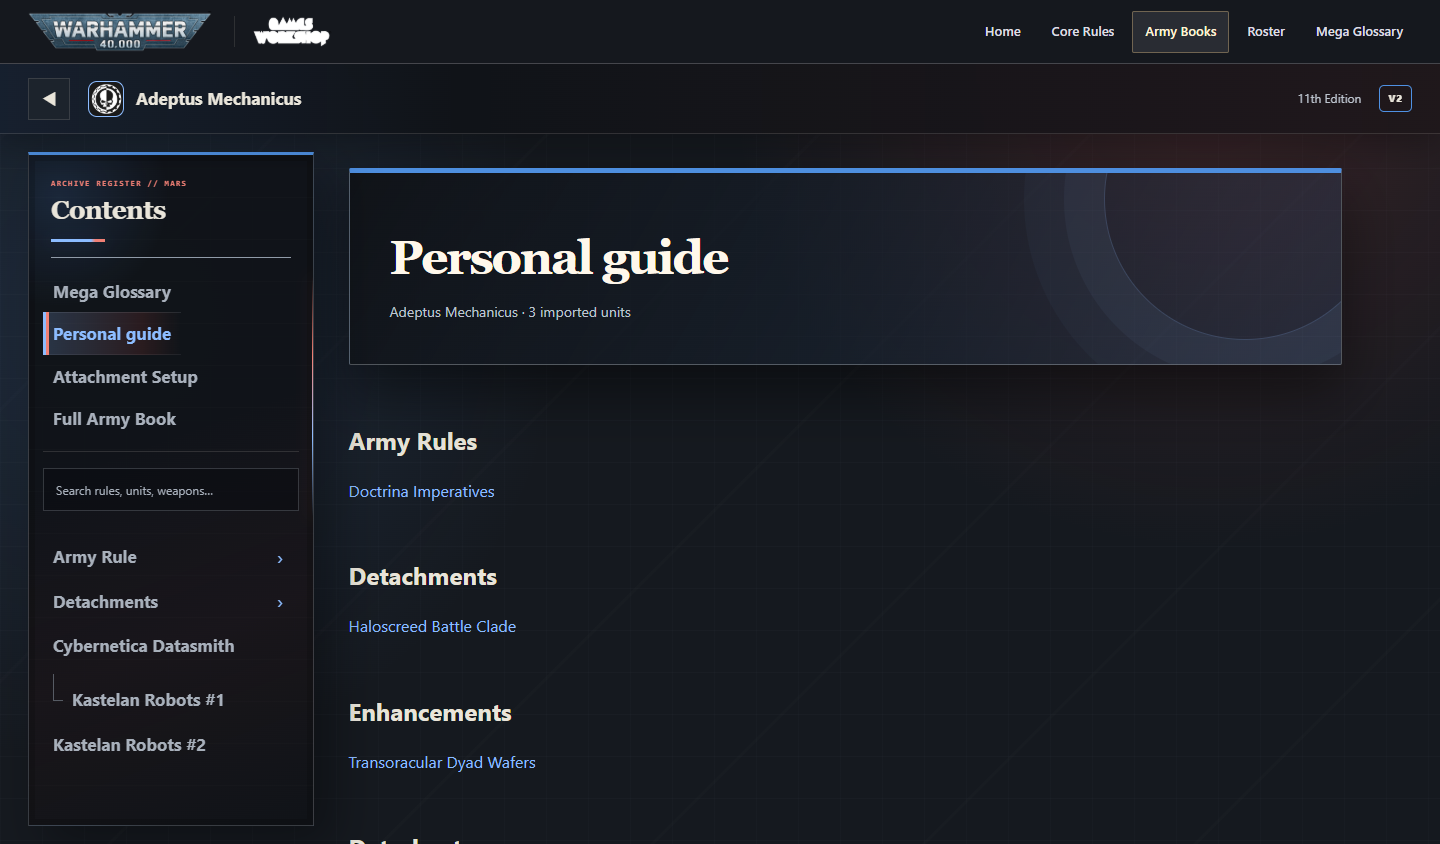 WARHAMMER
40,000
GAMES
WORKSHOP
Home
Core Rules
Army Books
Roster
Mega Glossary
Adeptus Mechanicus
11th Edition
V2
ARCHIVE REGISTER // MARS
Contents
Mega Glossary
Personal guide
Attachment Setup
Full Army Book
Search rules, units, weapons...
Army Rule
Detachments
Cybernetica Datasmith
Kastelan Robots #1
Kastelan Robots #2
Personal guide
Adeptus Mechanicus · 3 imported units
Army Rules
Doctrina Imperatives
Detachments
Haloscreed Battle Clade
Enhancements
Transoracular Dyad Wafers